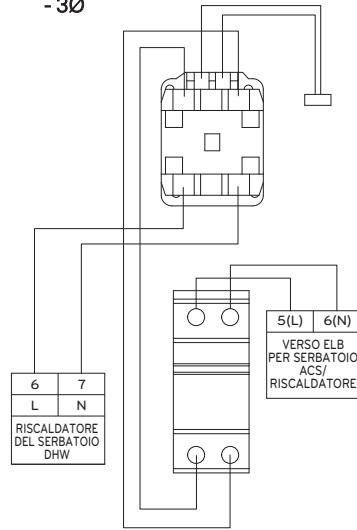 - 3Ø
5(L) 6(N)
VERSO ELB
PER SERBATOIO
ACS/
RISCALDATORE
6 7
L N
RISCALDATORE
DEL SERBATOIO
DHW